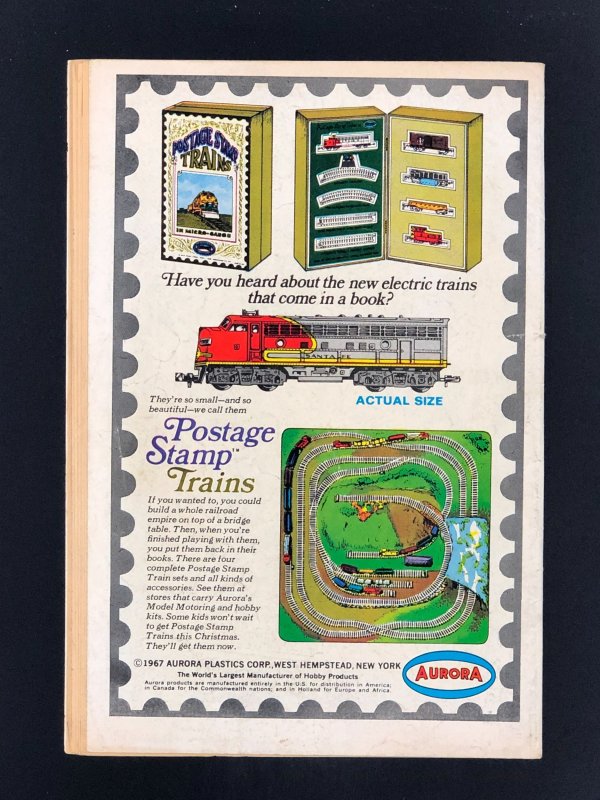 POSTAGE STAMP
TRAINS
IN MICRO-GAUGE
Have you heard about the new electric trains
that come in a book?
SANTA FE
They're so small—and so
beautiful—we call them
ACTUAL SIZE
Postage
Stamp™
Trains
If you wanted to, you could
build a whole railroad
empire on top of a bridge
table. Then, when you're
finished playing with them,
you put them back in their
books. There are four
complete Postage Stamp
Train sets and all kinds of
accessories. See them at
stores that carry Aurora's
Model Motoring and hobby
kits. Some kids won't wait
to get Postage Stamp
Trains this Christmas.
They'll get them now.
©1967 AURORA PLASTICS CORP., WEST HEMPSTEAD, NEW YORK
The World's Largest Manufacturer of Hobby Products
Aurora products are manufactured entirely in the U.S. for distribution in America;
in Canada for the Commonwealth nations; and in Holland for Europe and Africa.
AURORA